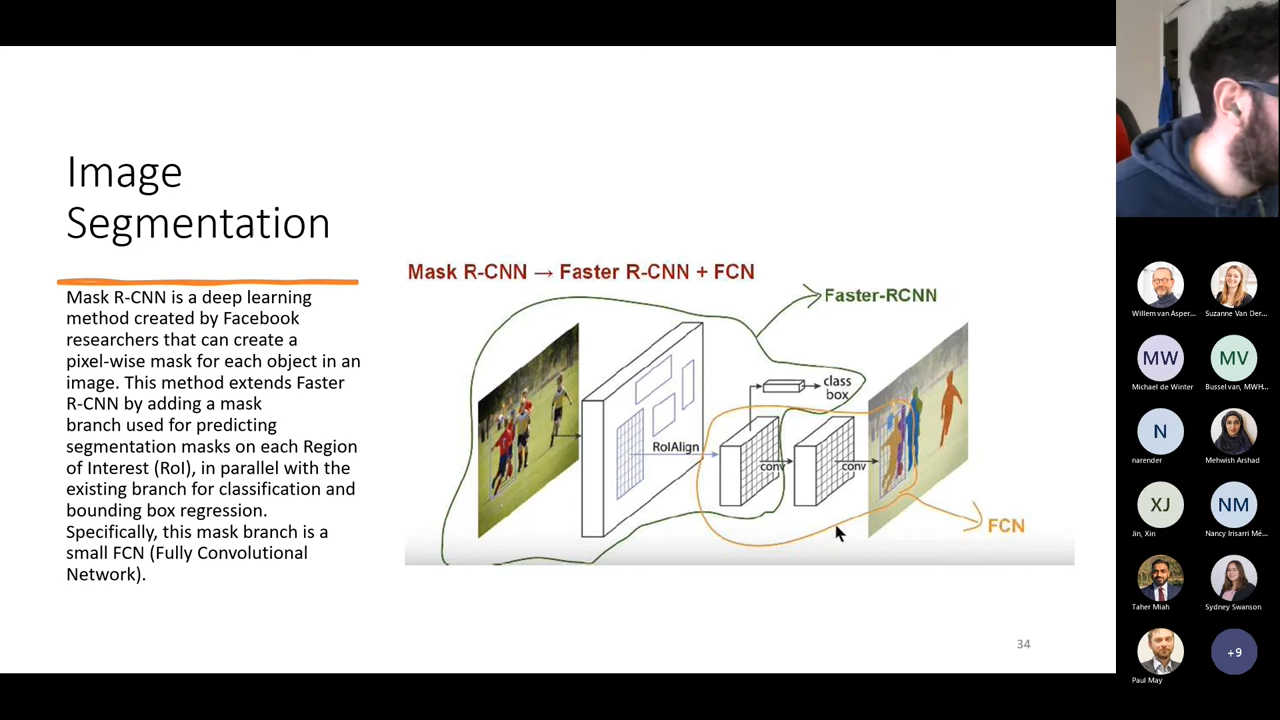 Image
Segmentation
Mask R-CNN is a deep learning
method created by Facebook
researchers that can create a
pixel-wise mask for each object in an
image. This method extends Faster
R-CNN by adding a mask
branch used for predicting
segmentation masks on each Region
of Interest (RoI), in parallel with the
existing branch for classification and
bounding box regression.
Specifically, this mask branch is a
small FCN (Fully Convolutional
Network).
Mask R-CNN → Faster R-CNN + FCN
Faster-RCNN
class
box
RoIAlign
conv
conv
FCN
34
Willem van Asper...
Suzanne Van Der...
MW
MV
Michael de Winter
Bussel van, MWH...
N
narender
Mehwish Arshad
XJ
NM
Jin, Xin
Nancy Irisarri Mé...
Taher Miah
Sydney Swanson
+9
Paul May